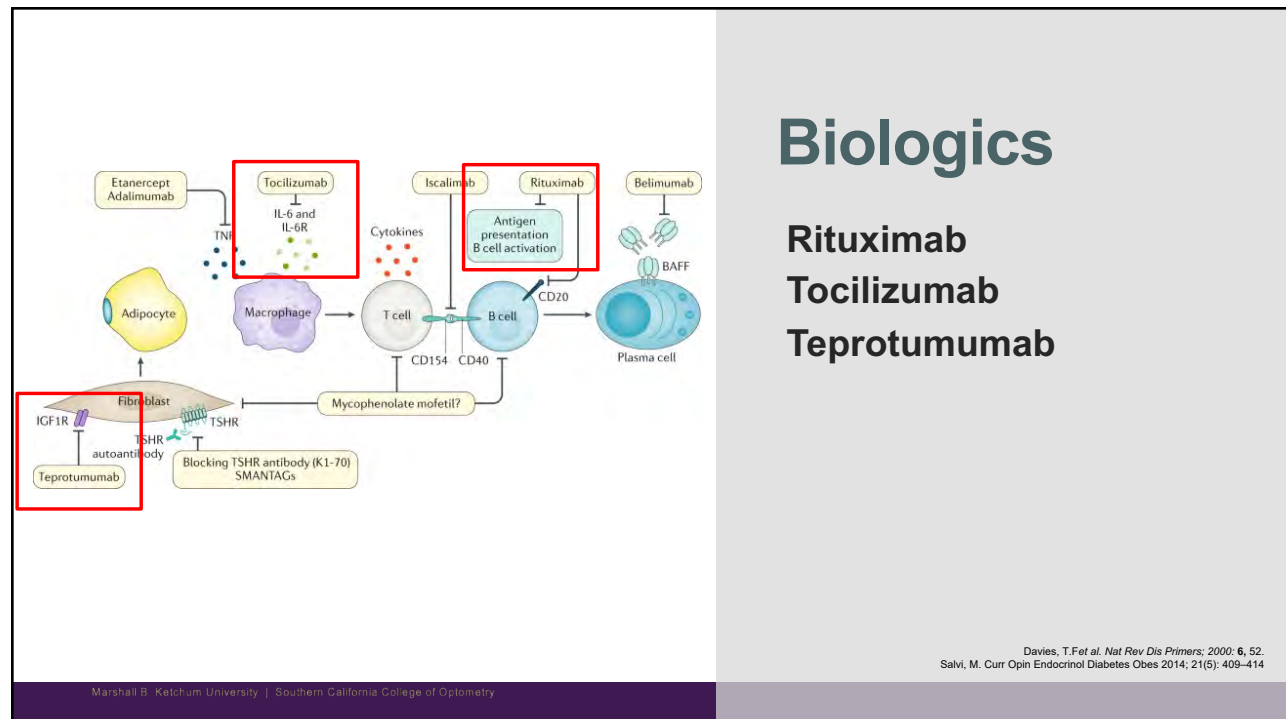 Biologics
Rituximab
Tocilizumab
Teprotumumab
Etanercept
Adalimumab
Tocilizumab
Iscalimab
Rituximab
Belimumab
TNF
IL-6 and
IL-6R
Cytokines
Antigen
presentation
B cell activation
BAFF
CD20
Adipocyte
Macrophage
T cell
B cell
CD154
CD40
Plasma cell
Fibroblast
Mycophenolate mofetil?
IGF1R
TSHR
TSHR
autoantibody
Teprotumumab
Blocking TSHR antibody (K1-70)
SMANTAGs
Davies, T.Fet al. Nat Rev Dis Primers; 2000: 6, 52.
Salvi, M. Curr Opin Endocrinol Diabetes Obes 2014; 21(5): 409–414
Marshall B. Ketchum University | Southern California College of Optometry